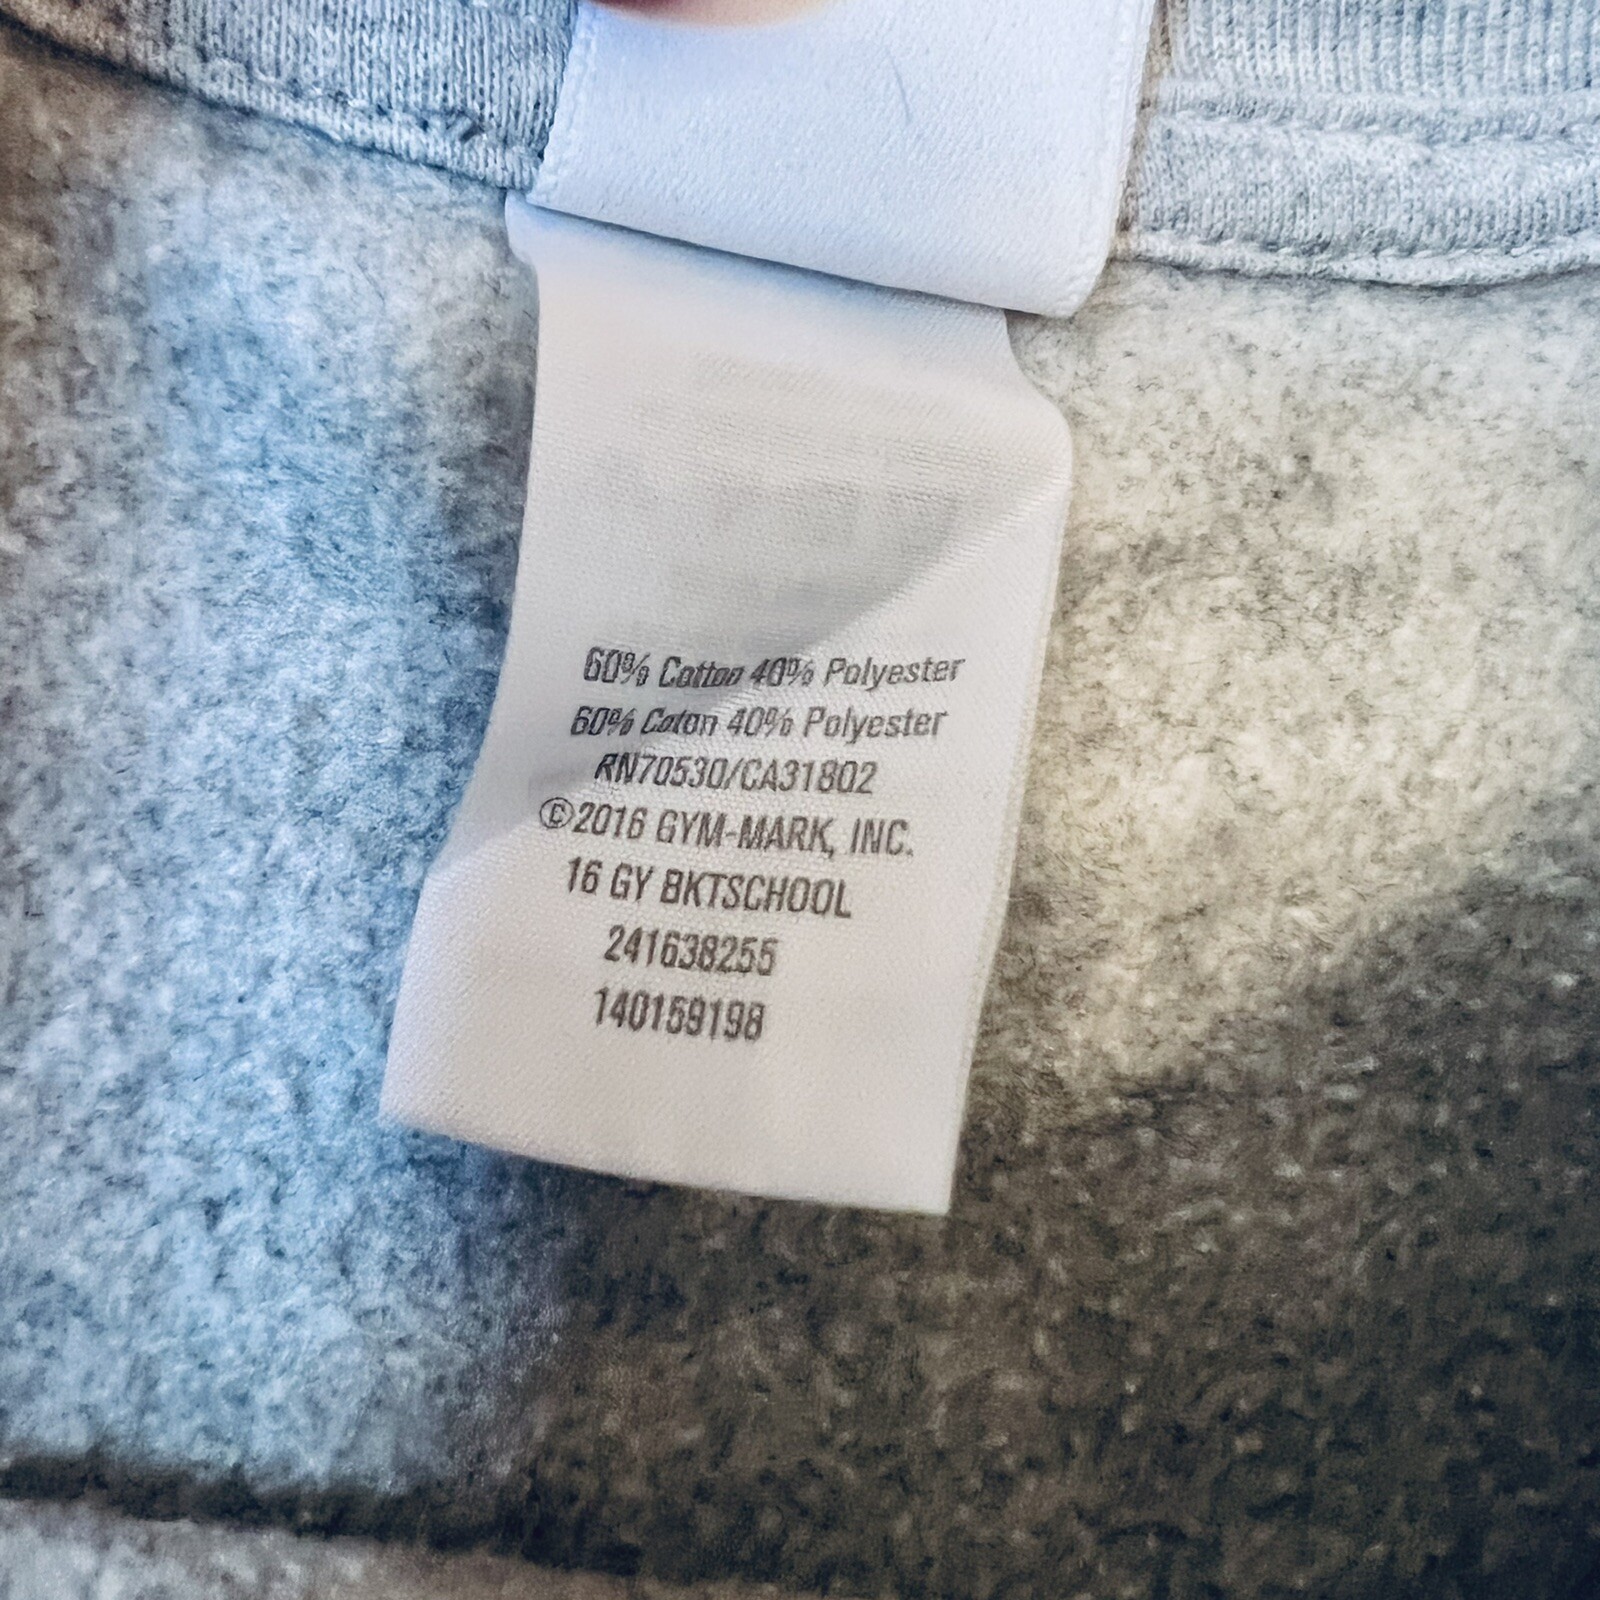 60% Cotton 40% Polyester
60% Coton 40% Polyester
RN70530/CA31802
©2016 GYM-MARK, INC.
16 GY BKTSCHOOL
241638255
140159198